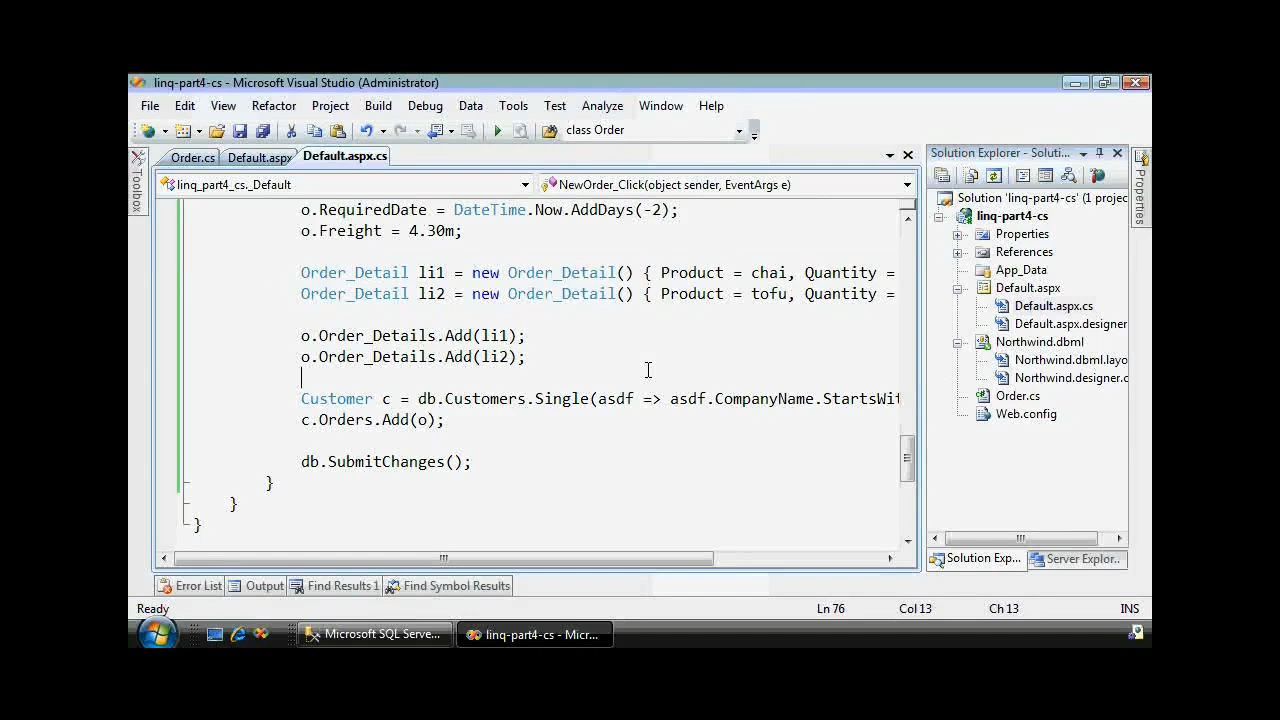 linq-part4-cs - Microsoft Visual Studio (Administrator)
File Edit View Refactor Project Build Debug Data Tools Test Analyze Window Help
class Order
Order.cs Default.aspx Default.aspx.cs
Solution Explorer - Soluti...
Toolbox
Properties
linq_part4_cs._Default NewOrder_Click(object sender, EventArgs e)
o.RequiredDate = DateTime.Now.AddDays(-2);
o.Freight = 4.30m;
Order_Detail li1 = new Order_Detail() { Product = chai, Quantity =
Order_Detail li2 = new Order_Detail() { Product = tofu, Quantity =
o.Order_Details.Add(li1);
o.Order_Details.Add(li2);
Customer c = db.Customers.Single(asdf => asdf.CompanyName.StartsWit
c.Orders.Add(o);
db.SubmitChanges();
}
}
}
Solution 'linq-part4-cs' (1 projec
linq-part4-cs
Properties
References
App_Data
Default.aspx
Default.aspx.cs
Default.aspx.designer
Northwind.dbml
Northwind.dbml.layo
Northwind.designer.c
Order.cs
Web.config
Solution Exp... Server Explor...
Error List Output Find Results 1 Find Symbol Results
Ready Ln 76 Col 13 Ch 13 INS
Microsoft SQL Serve... linq-part4-cs - Micr...